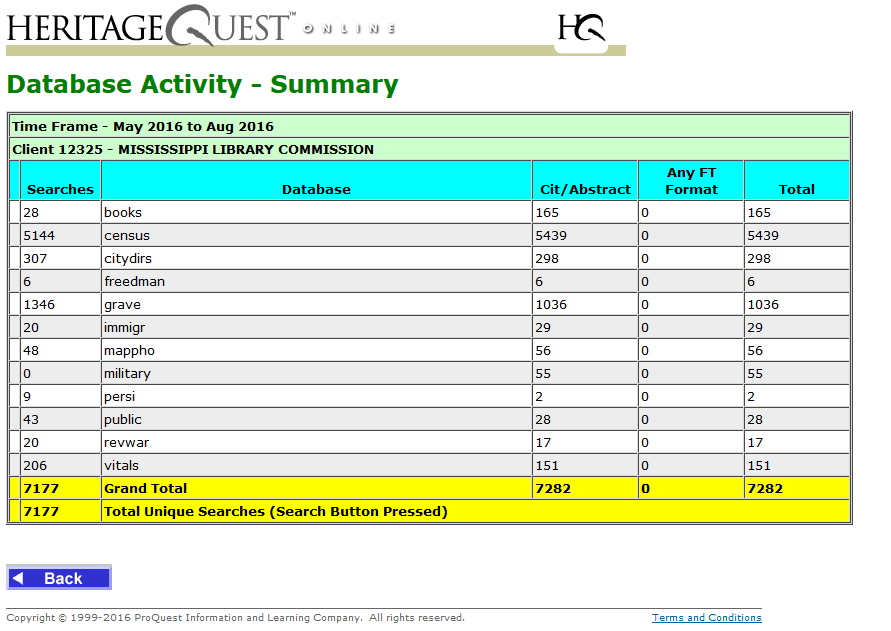 HERITAGEQUEST™ ONLINE HQ
Database Activity - Summary
Time Frame - May 2016 to Aug 2016
Client 12325 - MISSISSIPPI LIBRARY COMMISSION
Searches Database Cit/Abstract Any FT Format Total
28 books 165 0 165
5144 census 5439 0 5439
307 citydirs 298 0 298
6 freedman 6 0 6
1346 grave 1036 0 1036
20 immigr 29 0 29
48 mappho 56 0 56
0 military 55 0 55
9 persi 2 0 2
43 public 28 0 28
20 revwar 17 0 17
206 vitals 151 0 151
7177 Grand Total 7282 0 7282
7177 Total Unique Searches (Search Button Pressed)
Back
Copyright © 1999-2016 ProQuest Information and Learning Company. All rights reserved. Terms and Conditions